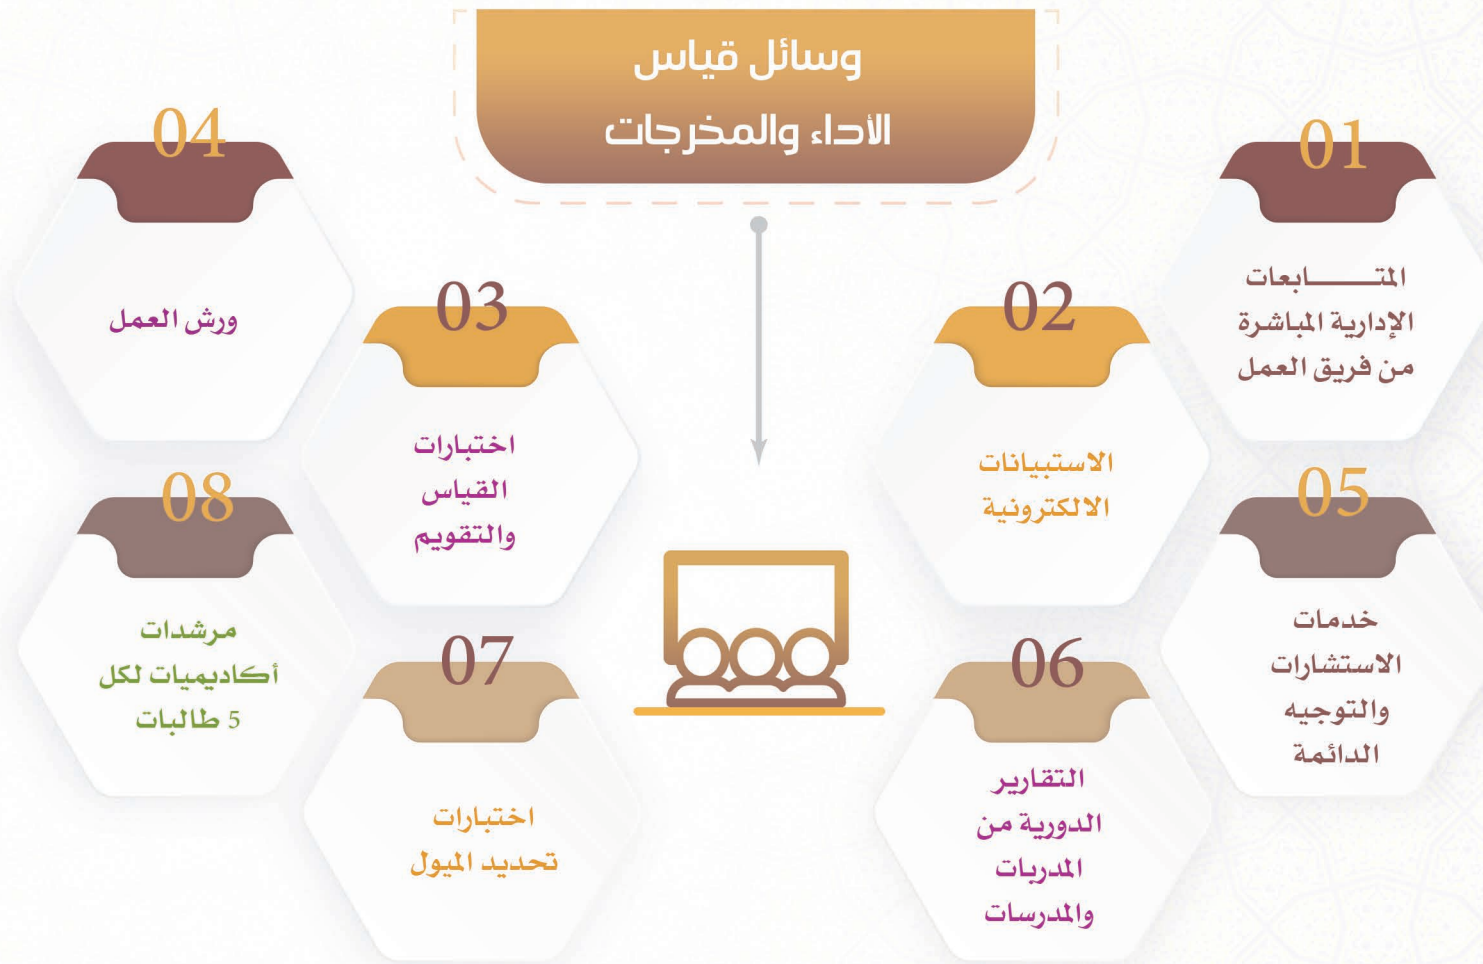 وسائل قياس
الأداء والمخرجات
01
المتـــــــابعات
الإدارية المباشرة
من فريق العمل
02
الاستبيانات
الالكترونية
03
اختبارات
القياس
والتقويم
04
ورش العمل
05
خدمات
الاستشارات
والتوجيه
الدائمة
06
التقارير
الدورية من
المدربات
والمدرسات
07
اختبارات
تحديد الميول
08
مرشدات
أكاديميات لكل
5 طالبات